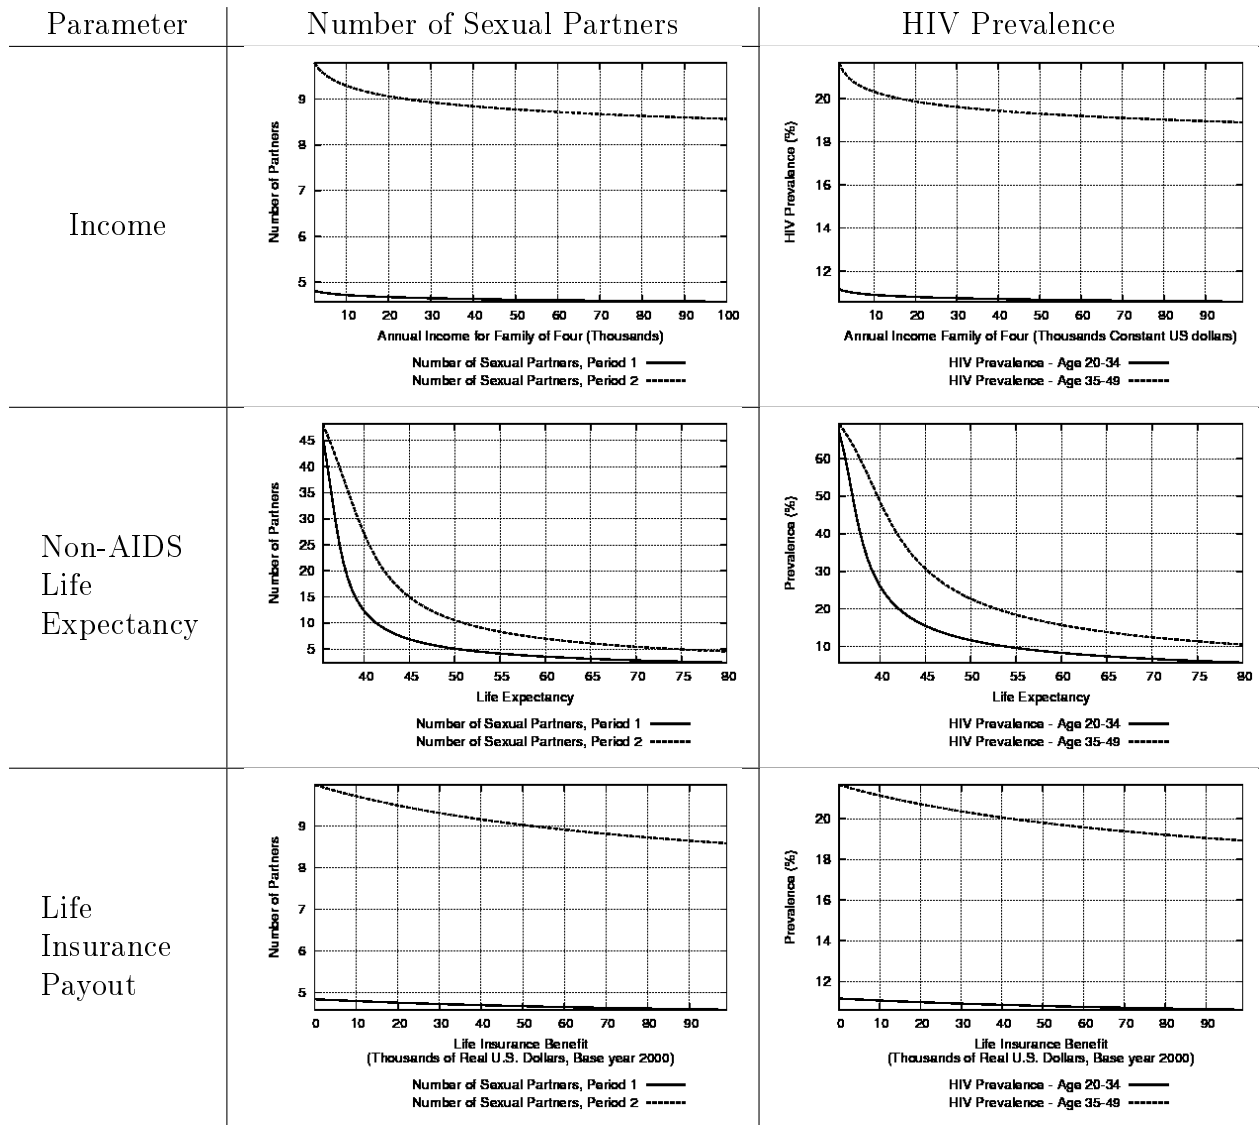 Parameter Number of Sexual Partners HIV Prevalence
Income
Number of Partners
9
8
7
6
5
10 20 30 40 50 60 70 80 90 100
Annual Income for Family of Four (Thousands)
Number of Sexual Partners, Period 1
Number of Sexual Partners, Period 2
HIV Prevalence (%)
20
18
16
14
12
10 20 30 40 50 60 70 80 90
Annual Income Family of Four (Thousands Constant US dollars)
HIV Prevalence - Age 20-34
HIV Prevalence - Age 35-49
Non-AIDS
Life
Expectancy
Number of Partners
45
40
35
30
25
20
15
10
5
40 45 50 55 60 65 70 75 80
Life Expectancy
Number of Sexual Partners, Period 1
Number of Sexual Partners, Period 2
Prevalence (%)
60
50
40
30
20
10
40 45 50 55 60 65 70 75 80
Life Expectancy
HIV Prevalence - Age 20-34
HIV Prevalence - Age 35-49
Life
Insurance
Payout
Number of Partners
9
8
7
6
5
0 10 20 30 40 50 60 70 80 90
Life Insurance Benefit
(Thousands of Real U.S. Dollars, Base year 2000)
Number of Sexual Partners, Period 1
Number of Sexual Partners, Period 2
Prevalence (%)
20
18
16
14
12
0 10 20 30 40 50 60 70 80 90
Life Insurance Benefit
(Thousands of Real U.S. Dollars, Base year 2000)
HIV Prevalence - Age 20-34
HIV Prevalence - Age 35-49